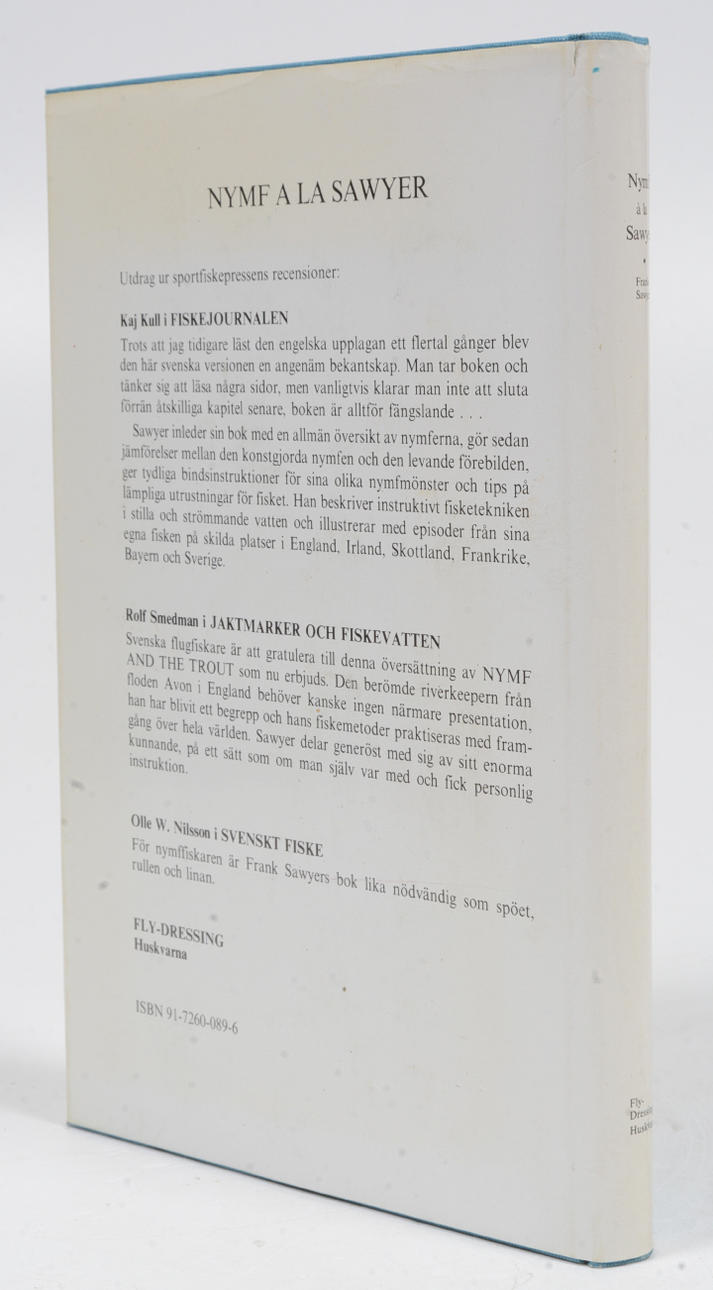 NYMF A LA SAWYER
Utdrag ur sportfiskepressens recensioner:
Kaj Kull i FISKEJOURNALEN
Trots att jag tidigare läst den engelska upplagan ett flertal gånger blev
den här svenska versionen en angenäm bekantskap. Man tar boken och
tänker sig att läsa några sidor, men vanligtvis klarar man inte att sluta
förrän åtskilliga kapitel senare, boken är alltför fängslande . . .
Sawyer inleder sin bok med en allmän översikt av nymferna, gör sedan
jämförelser mellan den konstgjorda nymfen och den levande förebilden,
ger tydliga bindsinstruktioner för sina olika nymfmönster och tips på
lämpliga utrustningar för fisket. Han beskriver instruktivt fisketekniken
i stilla och strömmande vatten och illustrerar med episoder från sina
egna fisken på skilda platser i England, Irland, Skottland, Frankrike,
Bayern och Sverige.
Rolf Smedman i JAKTMARKER OCH FISKEVATTEN
Svenska flugfiskare är att gratulera till denna översättning av NYMF
AND THE TROUT som nu erbjuds. Den berömde riverkeepern från
floden Avon i England behöver kanske ingen närmare presentation,
han har blivit ett begrepp och hans fiskemetoder praktiseras med fram-
gång över hela världen. Sawyer delar generöst med sig av sitt enorma
kunnande, på ett sätt som om man själv var med och fick personlig
instruktion.
Olle W. Nilsson i SVENSKT FISKE
För nymffiskaren är Frank Sawyers bok lika nödvändig som spöet,
rullen och linan.
FLY-DRESSING
Huskvarna
ISBN 91-7260-089-6
à la
Fly-